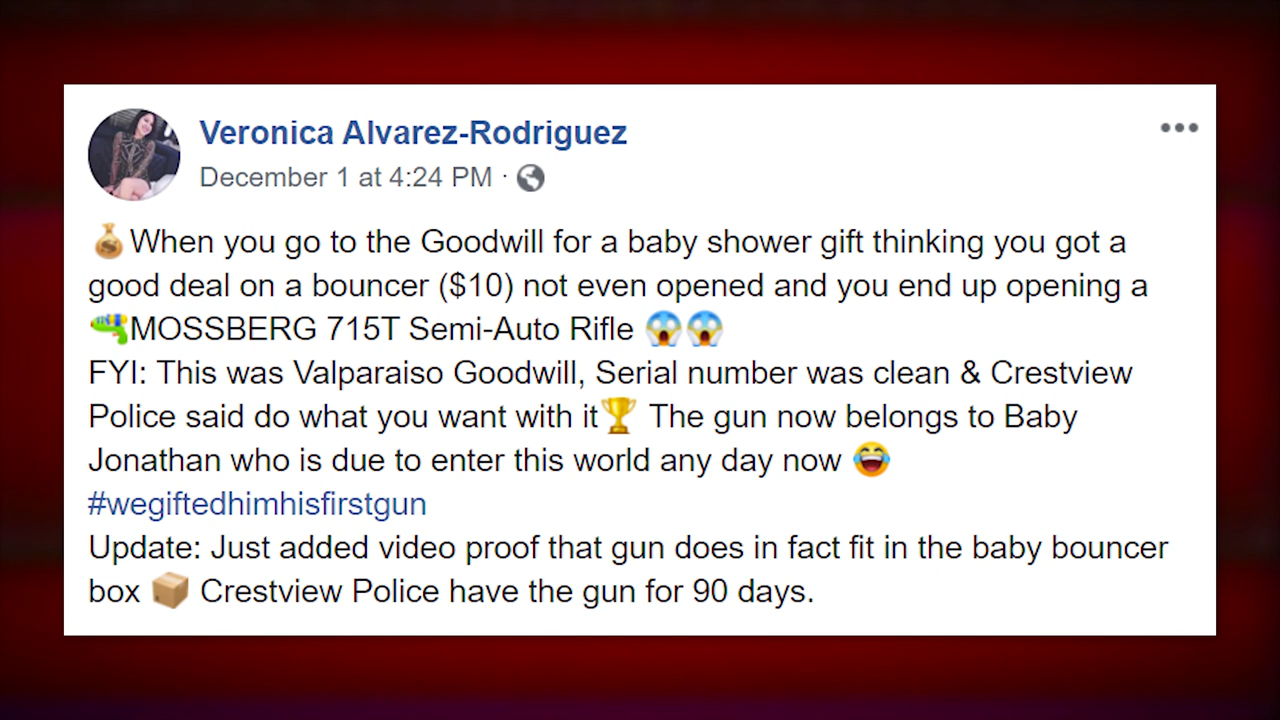 Veronica Alvarez-Rodriguez
December 1 at 4:24 PM ·
💰When you go to the Goodwill for a baby shower gift thinking you got a
good deal on a bouncer ($10) not even opened and you end up opening a
🔫MOSSBERG 715T Semi-Auto Rifle 😱😱
FYI: This was Valparaiso Goodwill, Serial number was clean & Crestview
Police said do what you want with it🏆 The gun now belongs to Baby
Jonathan who is due to enter this world any day now 😂
#wegiftedhimhisfirstgun
Update: Just added video proof that gun does in fact fit in the baby bouncer
box 📦 Crestview Police have the gun for 90 days.